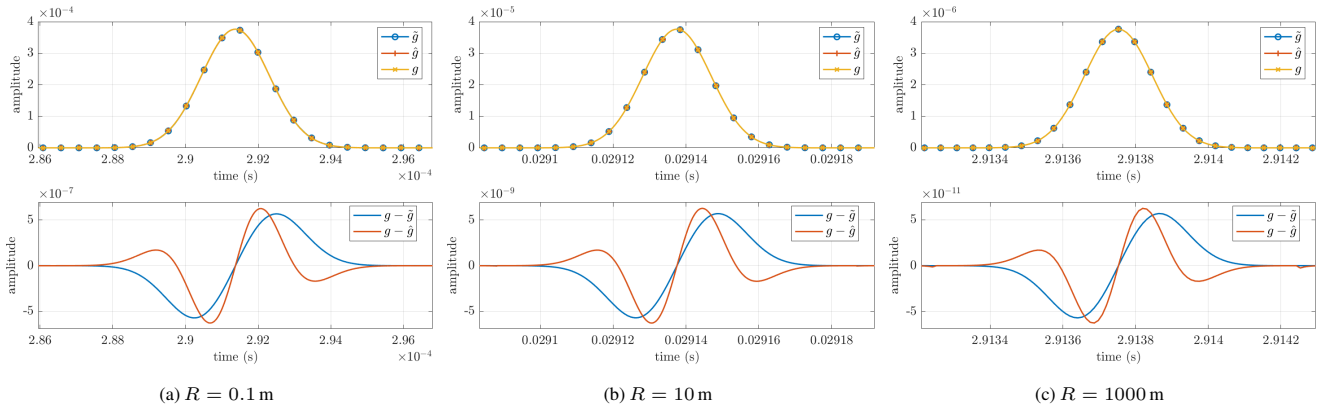 ×10⁻⁴
4
3
2
1
0
amplitude
g̃
ĝ
g
2.86 2.88 2.9 2.92 2.94 2.96
time (s)
×10⁻⁴
×10⁻⁷
5
0
-5
amplitude
g − g̃
g − ĝ
2.86 2.88 2.9 2.92 2.94 2.96
time (s)
×10⁻⁴
(a) R = 0.1 m
×10⁻⁵
4
3
2
1
0
amplitude
g̃
ĝ
g
0.0291 0.02912 0.02914 0.02916 0.02918
time (s)
×10⁻⁹
5
0
-5
amplitude
g − g̃
g − ĝ
0.0291 0.02912 0.02914 0.02916 0.02918
time (s)
(b) R = 10 m
×10⁻⁶
4
3
2
1
0
amplitude
g̃
ĝ
g
2.9134 2.9136 2.9138 2.914 2.9142
time (s)
×10⁻¹¹
5
0
-5
amplitude
g − g̃
g − ĝ
2.9134 2.9136 2.9138 2.914 2.9142
time (s)
(c) R = 1000 m